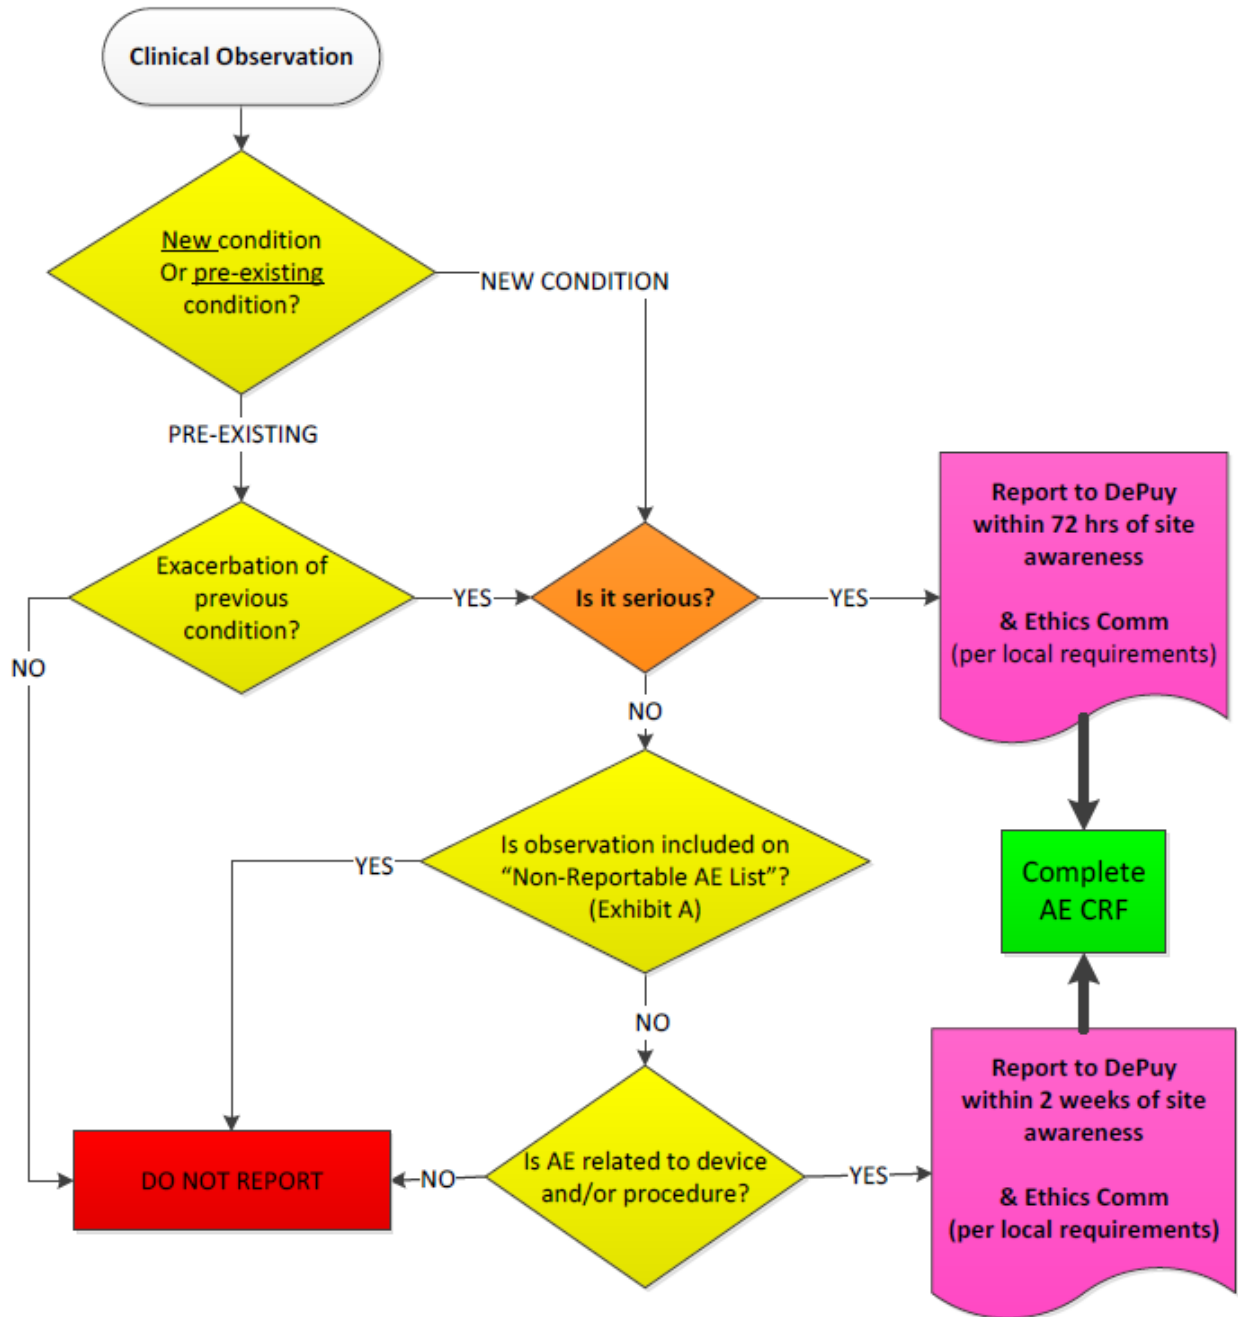 Clinical Observation
New condition
Or pre-existing
condition?
NEW CONDITION
PRE-EXISTING
Exacerbation of
previous
condition?
YES
Is it serious?
YES
Report to DePuy
within 72 hrs of site
awareness
& Ethics Comm
(per local requirements)
NO
NO
Is observation included on
“Non-Reportable AE List”?
(Exhibit A)
YES
Complete
AE CRF
NO
Is AE related to device
and/or procedure?
NO
DO NOT REPORT
YES
Report to DePuy
within 2 weeks of site
awareness
& Ethics Comm
(per local requirements)